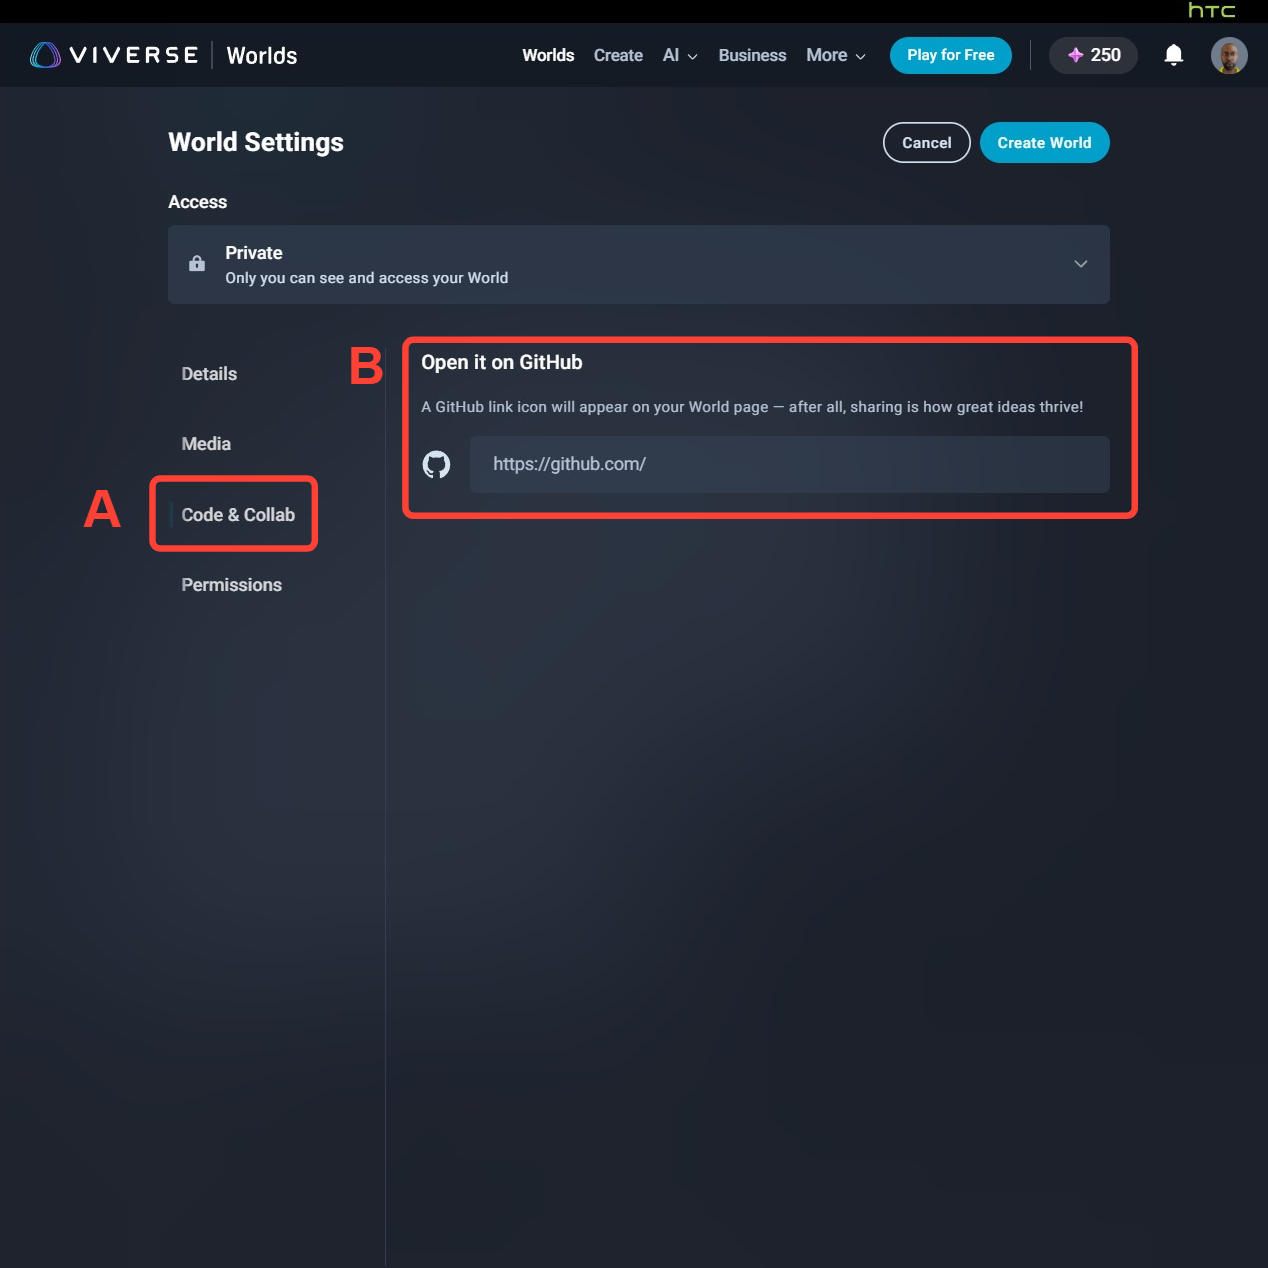 hTC
VIVERSE | Worlds
Worlds Create AI Business More Play for Free 250
World Settings
Cancel Create World
Access
Private
Only you can see and access your World
Details
Media
A Code & Collab
Permissions
B Open it on GitHub
A GitHub link icon will appear on your World page — after all, sharing is how great ideas thrive!
https://github.com/